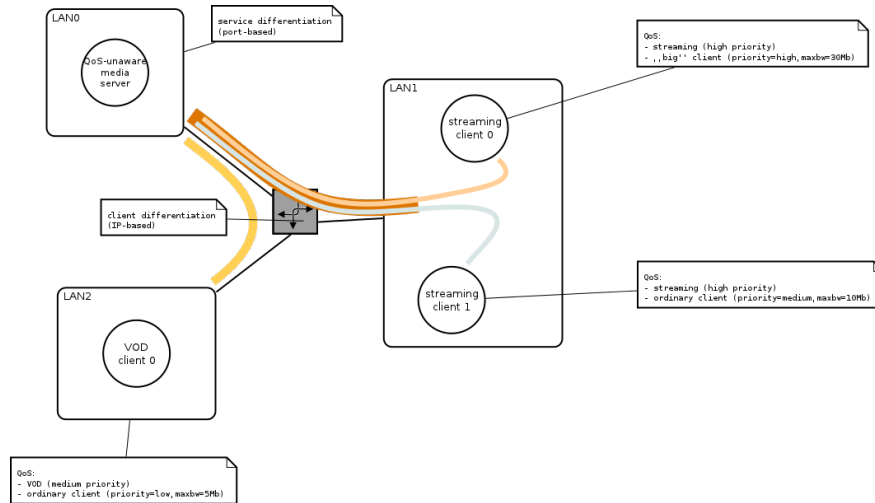 LAN0
QoS-unaware
media
server
service differentiation
(port-based)
QoS:
- streaming (high priority)
- ,,big'' client (priority=high,maxbw=30Mb)
LAN1
streaming
client 0
client differentiation
(IP-based)
QoS:
- streaming (high priority)
- ordinary client (priority=medium,maxbw=10Mb)
streaming
client 1
LAN2
VOD
client 0
QoS:
- VOD (medium priority)
- ordinary client (priority=low,maxbw=5Mb)